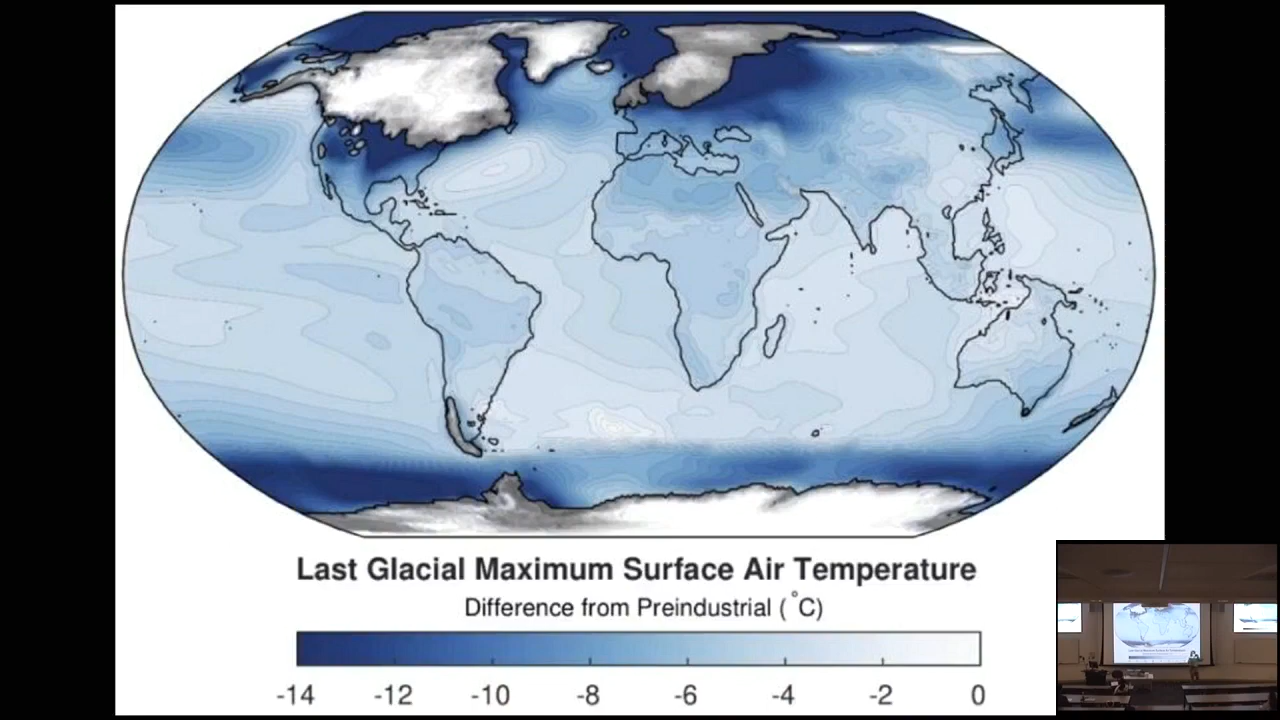 Last Glacial Maximum Surface Air Temperature
Difference from Preindustrial ( °C)
-14 -12 -10 -8 -6 -4 -2 0